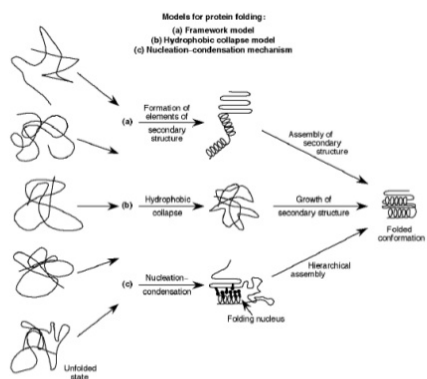 Models for protein folding:
(a) Framework model
(b) Hydrophobic collapse model
(c) Nucleation–condensation mechanism
(a)
Formation of
elements of
secondary
structure
Assembly of
secondary
structure
(b)
Hydrophobic
collapse
Growth of
secondary structure
Folded
conformation
(c)
Nucleation–
condensation
Hierarchical
assembly
Folding nucleus
Unfolded
state